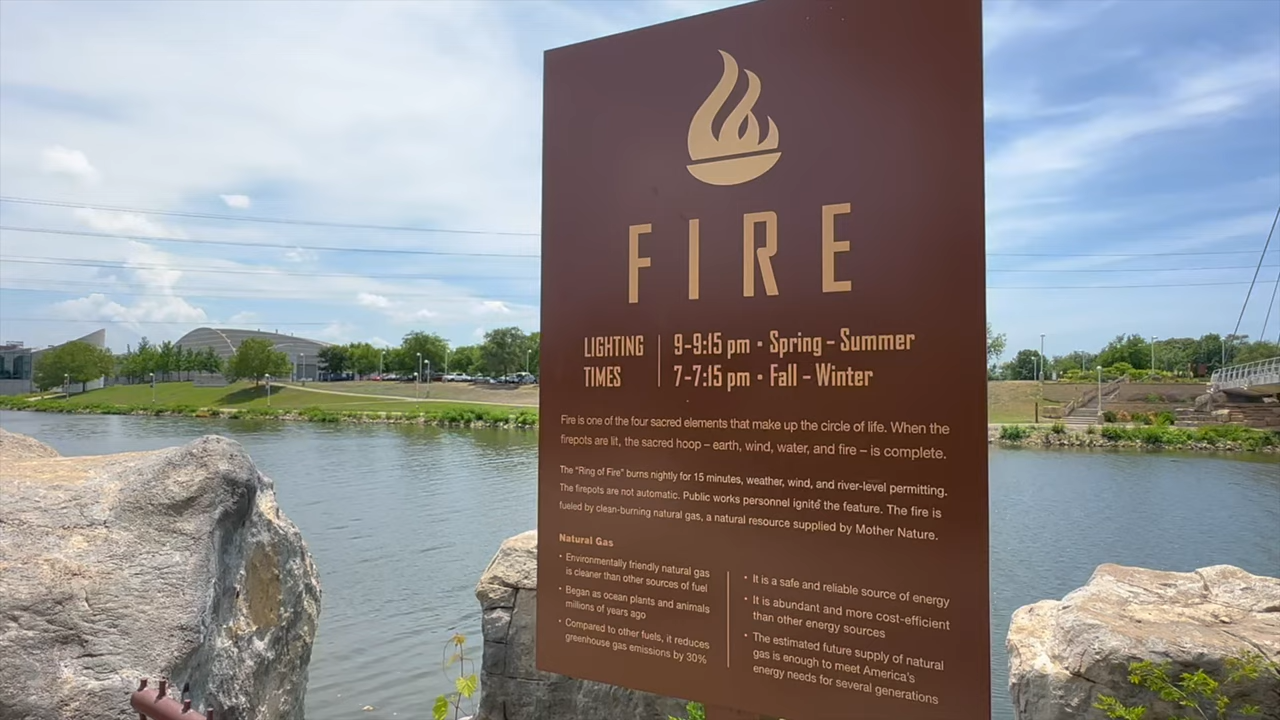 FIRE
LIGHTING TIMES
9-9:15 pm • Spring – Summer
7-7:15 pm • Fall – Winter
Fire is one of the four sacred elements that make up the circle of life. When the
firepots are lit, the sacred hoop – earth, wind, water, and fire – is complete.
The “Ring of Fire” burns nightly for 15 minutes, weather, wind, and river-level permitting.
The firepots are not automatic. Public works personnel ignite the feature. The fire is
fueled by clean-burning natural gas, a natural resource supplied by Mother Nature.
Natural Gas
• Environmentally friendly natural gas
is cleaner than other sources of fuel
• Began as ocean plants and animals
millions of years ago
• Compared to other fuels, it reduces
greenhouse gas emissions by 30%
• It is a safe and reliable source of energy
• It is abundant and more cost-efficient
than other energy sources
• The estimated future supply of natural
gas is enough to meet America’s
energy needs for several generations